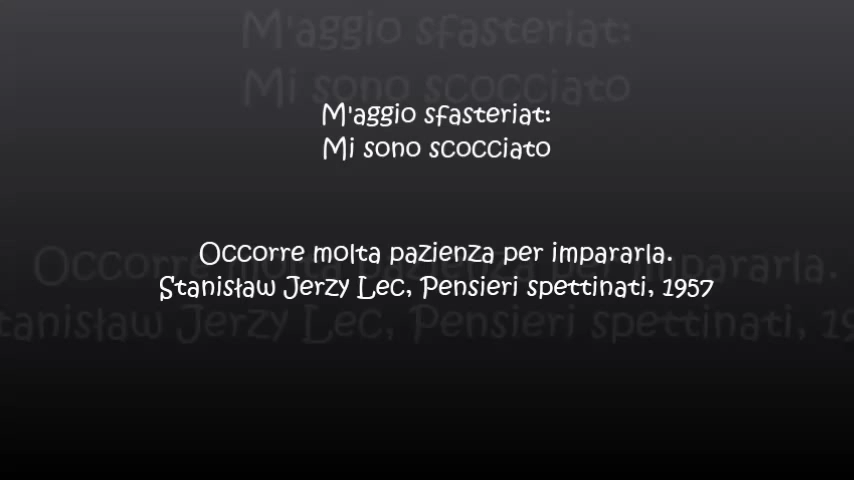 M'aggio sfasteriat:
Mi sono scocciato
Occorre molta pazienza per impararla.
Stanisław Jerzy Lec, Pensieri spettinati, 1957